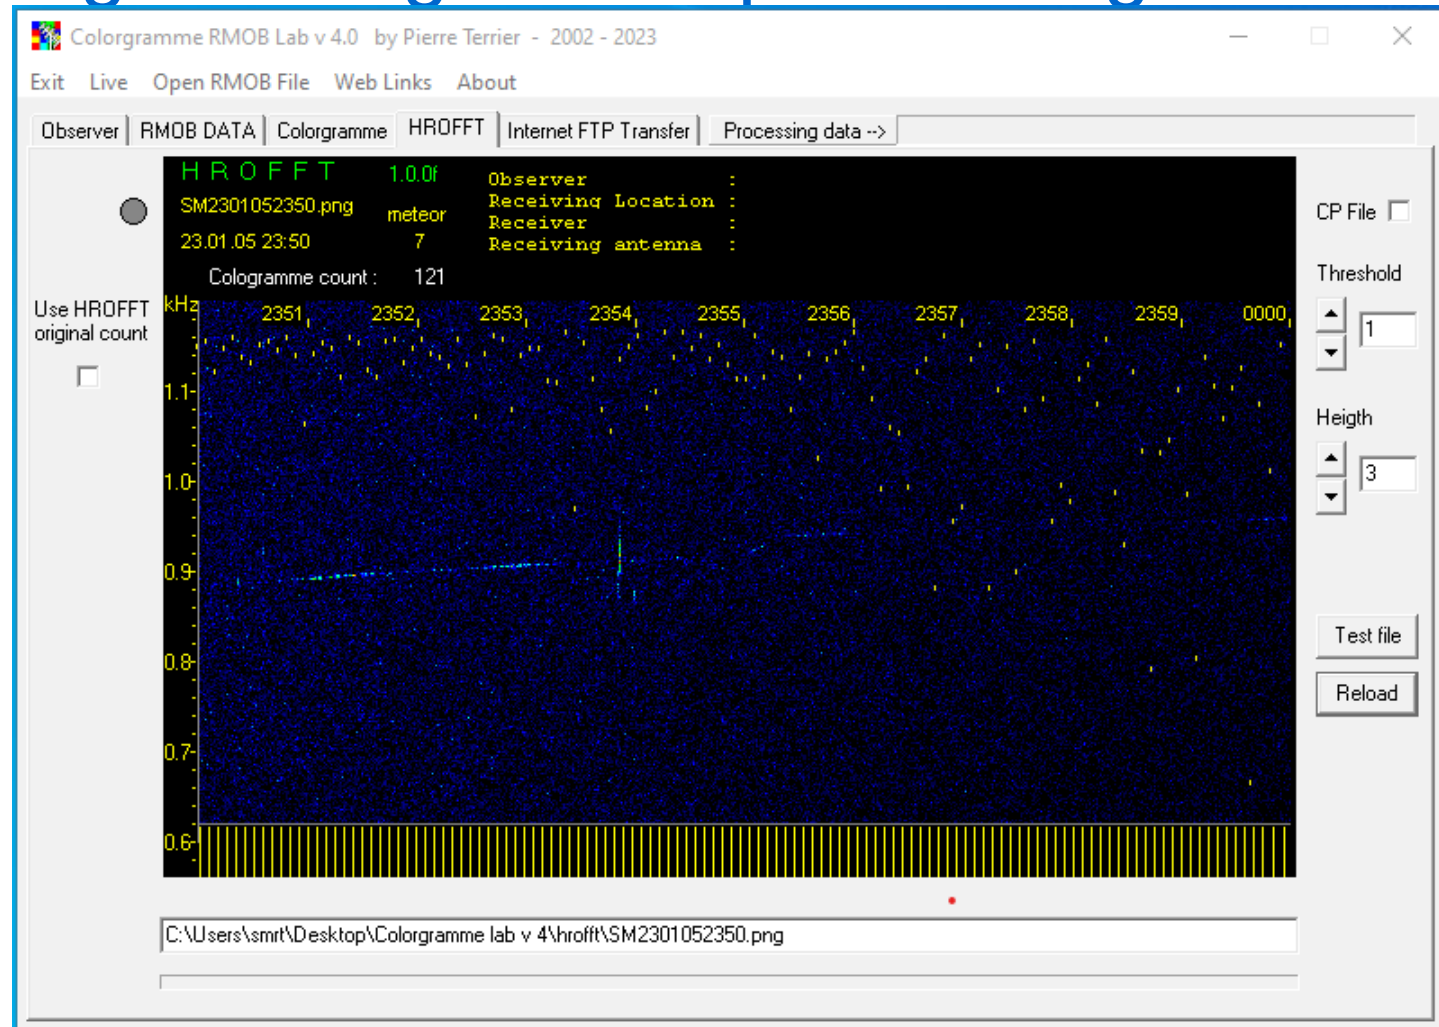 Colorgramme RMOB Lab v 4.0 by Pierre Terrier - 2002 - 2023
Exit Live Open RMOB File Web Links About
Observer RMOB DATA Colorgramme HROFFT Internet FTP Transfer Processing data -->
H R O F F T 1.0.0f
SM2301052350.png meteor
23.01.05 23:50 7
Cologramme count : 121
Observer :
Receiving Location :
Receiver :
Receiving antenna :
CP File
Threshold
1
Heigth
3
Test file
Reload
Use HROFFT
original count
kHz 2351 2352 2353 2354 2355 2356 2357 2358 2359 0000
1.1
1.0
0.9
0.8
0.7
0.6
C:\Users\smrt\Desktop\Colorgramme lab v 4\hrofft\SM2301052350.png